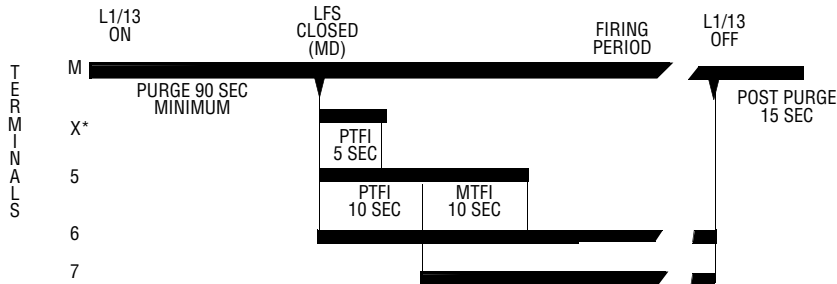 L1/13
ON
LFS
CLOSED
(MD)
FIRING
PERIOD
L1/13
OFF
TERMINALS
M
PURGE 90 SEC
MINIMUM
POST PURGE
15 SEC
X*
PTFI
5 SEC
5
PTFI
10 SEC
MTFI
10 SEC
6
7